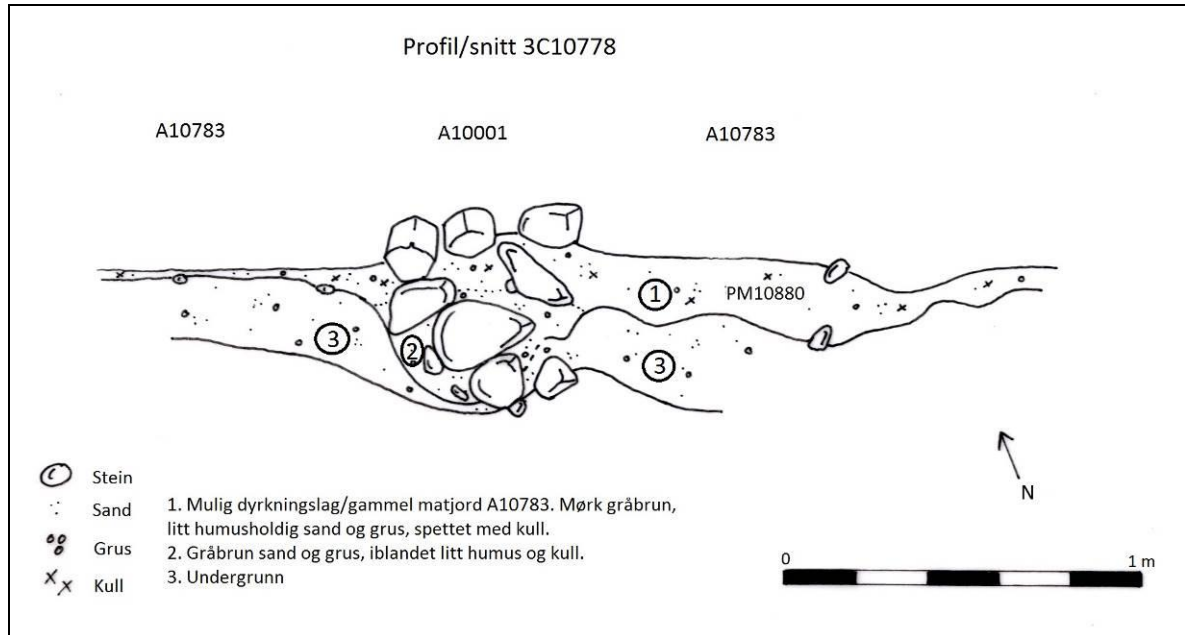 Profil/snitt 3C10778
A10783 A10001 A10783
1 PM10880
3 2 3
Stein
Sand
Grus
Kull
1. Mulig dyrkningslag/gammel matjord A10783. Mørk gråbrun,
litt humusholdig sand og grus, spettet med kull.
2. Gråbrun sand og grus, iblandet litt humus og kull.
3. Undergrunn
N
0 1 m